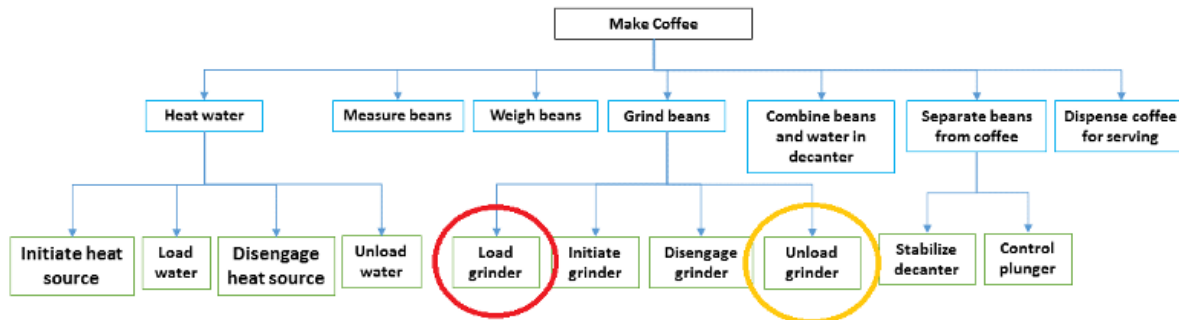 Make Coffee
Heat water
Measure beans
Weigh beans
Grind beans
Combine beans
and water in
decanter
Separate beans
from coffee
Dispense coffee
for serving
Initiate heat
source
Load
water
Disengage
heat source
Unload
water
Load
grinder
Initiate
grinder
Disengage
grinder
Unload
grinder
Stabilize
decanter
Control
plunger